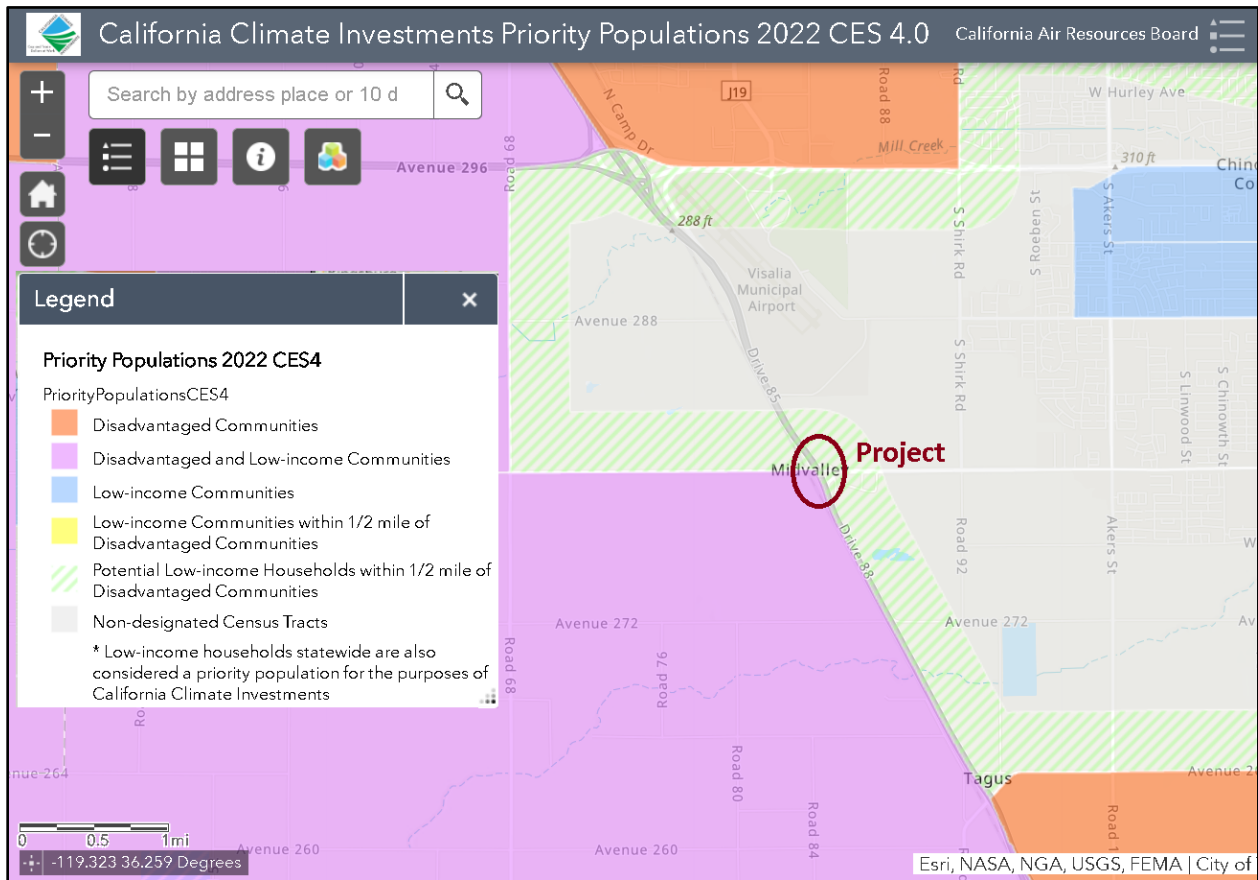 California Climate Investments Priority Populations 2022 CES 4.0
California Air Resources Board
Search by address place or 10 d
J19
N Camp Dr
Road 88
Rd
W Hurley Ave
Mill Creek
310 ft
Avenue 296
Road 68
288 ft
S Shirk Rd
S Roeben St
S Akers St
Visalia
Municipal
Airport
Avenue 288
Drive 85
S Shirk Rd
S Linwood St
S Chinowth St
Legend
Priority Populations 2022 CES4
PriorityPopulationsCES4
Disadvantaged Communities
Disadvantaged and Low-income Communities
Low-income Communities
Low-income Communities within 1/2 mile of
Disadvantaged Communities
Potential Low-income Households within 1/2 mile of
Disadvantaged Communities
Non-designated Census Tracts
* Low-income households statewide are also
considered a priority population for the purposes of
California Climate Investments
Project
Midvalley
Drive 88
Road 92
Akers St
Avenue 272
Avenue 272
Road 68
Road 76
Road 80
Road 84
Tagus
Avenue 260
Avenue 260
0 0.5 1mi
-119.323 36.259 Degrees
Esri, NASA, NGA, USGS, FEMA | City of